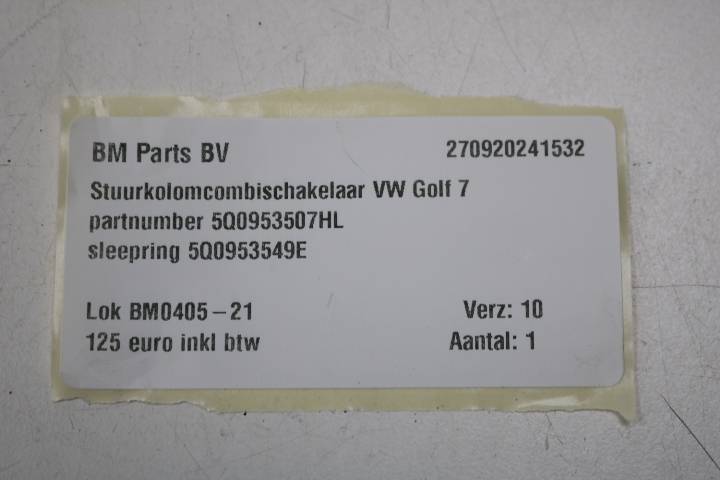 BM Parts BV 270920241532
Stuurkolomcombischakelaar VW Golf 7
partnumber 5Q0953507HL
sleepring 5Q0953549E
Lok BM0405-21 Verz: 10
125 euro inkl btw Aantal: 1